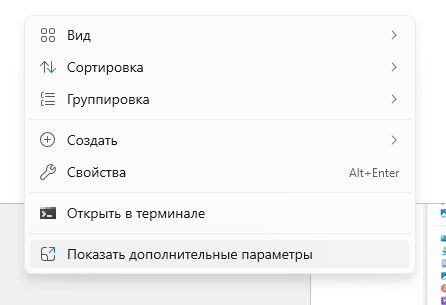 Вид
Сортировка
Группировка
Создать
Свойства Alt+Enter
Открыть в терминале
Показать дополнительные параметры